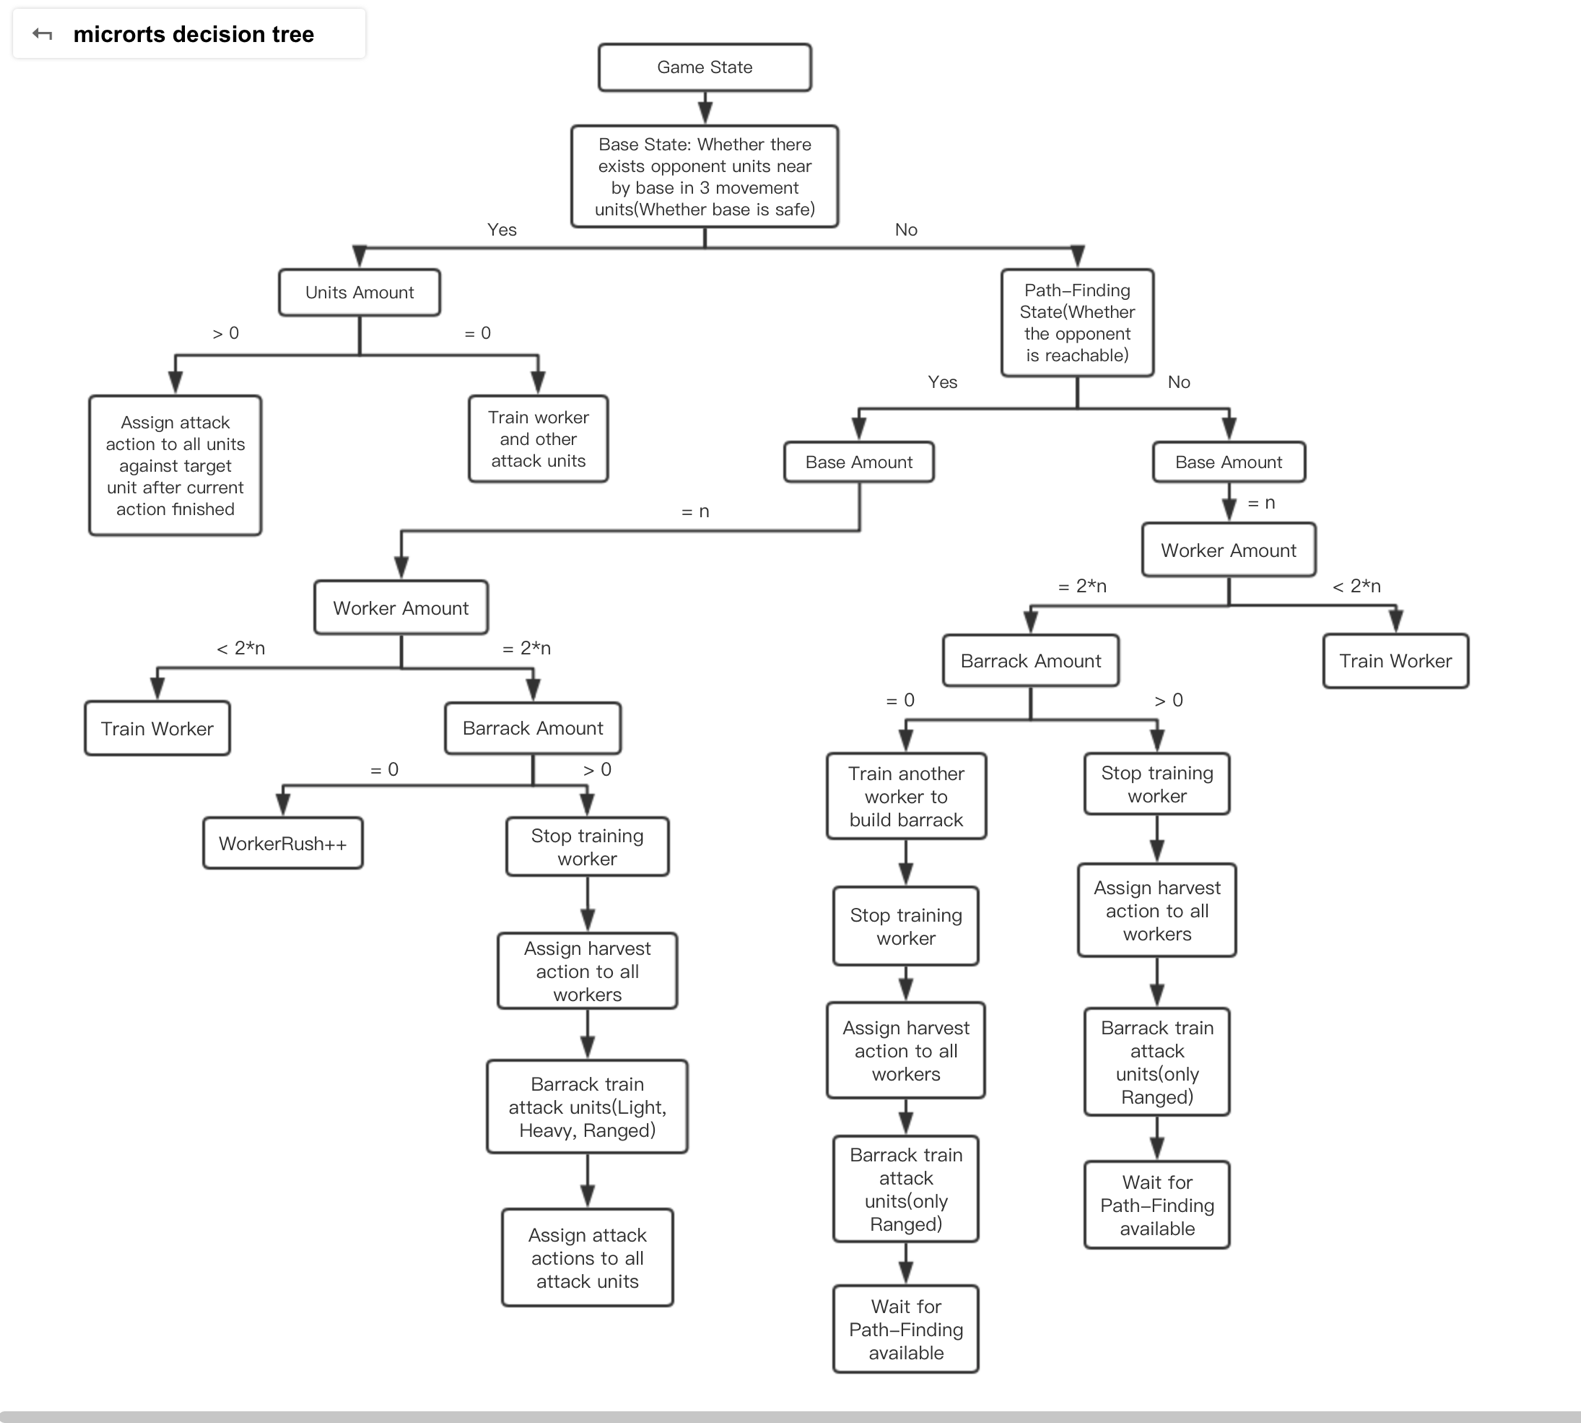 microrts decision tree
Game State
Base State: Whether there
exists opponent units near
by base in 3 movement
units(Whether base is safe)
Yes
No
Units Amount
Path-Finding
State(Whether
the opponent
is reachable)
> 0
= 0
Yes
No
Assign attack
action to all units
against target
unit after current
action finished
Train worker
and other
attack units
Base Amount
Base Amount
= n
= n
Worker Amount
Worker Amount
= 2*n
< 2*n
< 2*n
= 2*n
Barrack Amount
Train Worker
Train Worker
Barrack Amount
= 0
> 0
= 0
> 0
Train another
worker to
build barrack
Stop training
worker
WorkerRush++
Stop training
worker
Stop training
worker
Assign harvest
action to all
workers
Assign harvest
action to all
workers
Assign harvest
action to all
workers
Barrack train
attack
units(only
Ranged)
Barrack train
attack units(Light,
Heavy, Ranged)
Barrack train
attack
units(only
Ranged)
Wait for
Path-Finding
available
Assign attack
actions to all
attack units
Wait for
Path-Finding
available